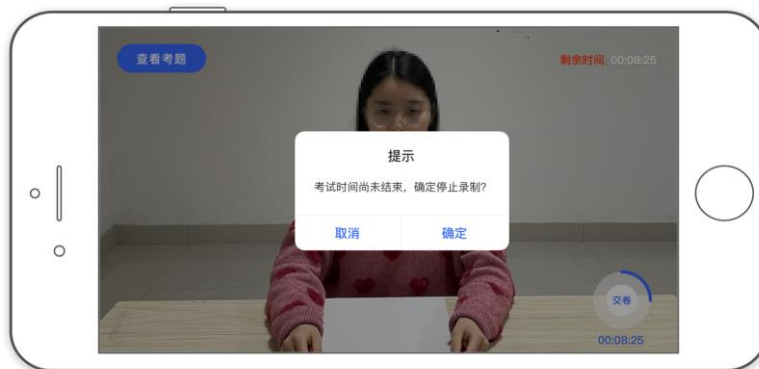 查看考题
剩余时间 00:08:25
提示
考试时间尚未结束，确定停止录制?
取消
确定
交卷
00:08:25